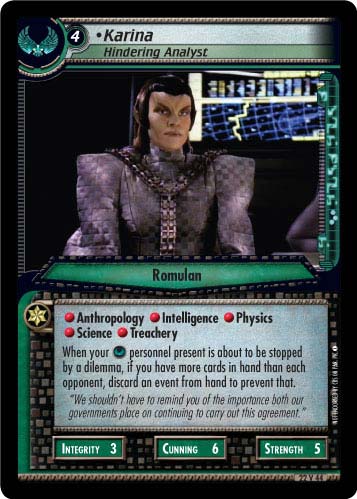 4
•Karina
Hindering Analyst
Romulan
Anthropology Intelligence Physics
Science Treachery
When your personnel present is about to be stopped
by a dilemma, if you have more cards in hand than each
opponent, discard an event from hand to prevent that.
"We shouldn't have to remind you of the importance both our
governments place on continuing to carry out this agreement."
INTEGRITY 3 CUNNING 6 STRENGTH 5
22 V 44